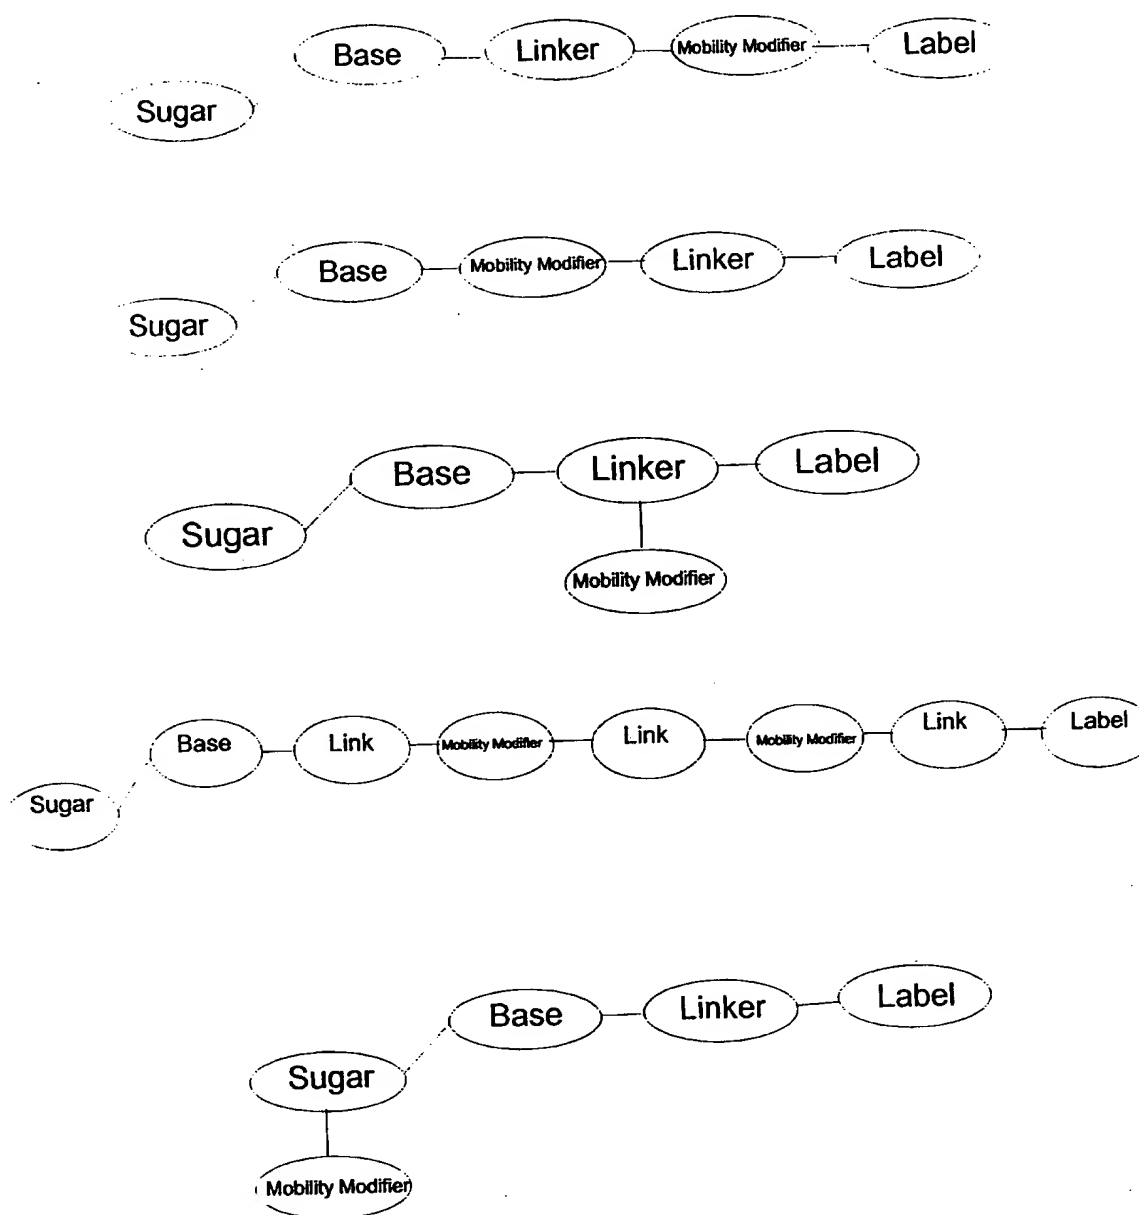 Base Linker Mobility Modifier Label
Sugar
Base Mobility Modifier Linker Label
Sugar
Base Linker Label
Sugar
Mobility Modifier
Base Link Mobility Modifier Link Mobility Modifier Link Label
Sugar
Base Linker Label
Sugar
Mobility Modifier